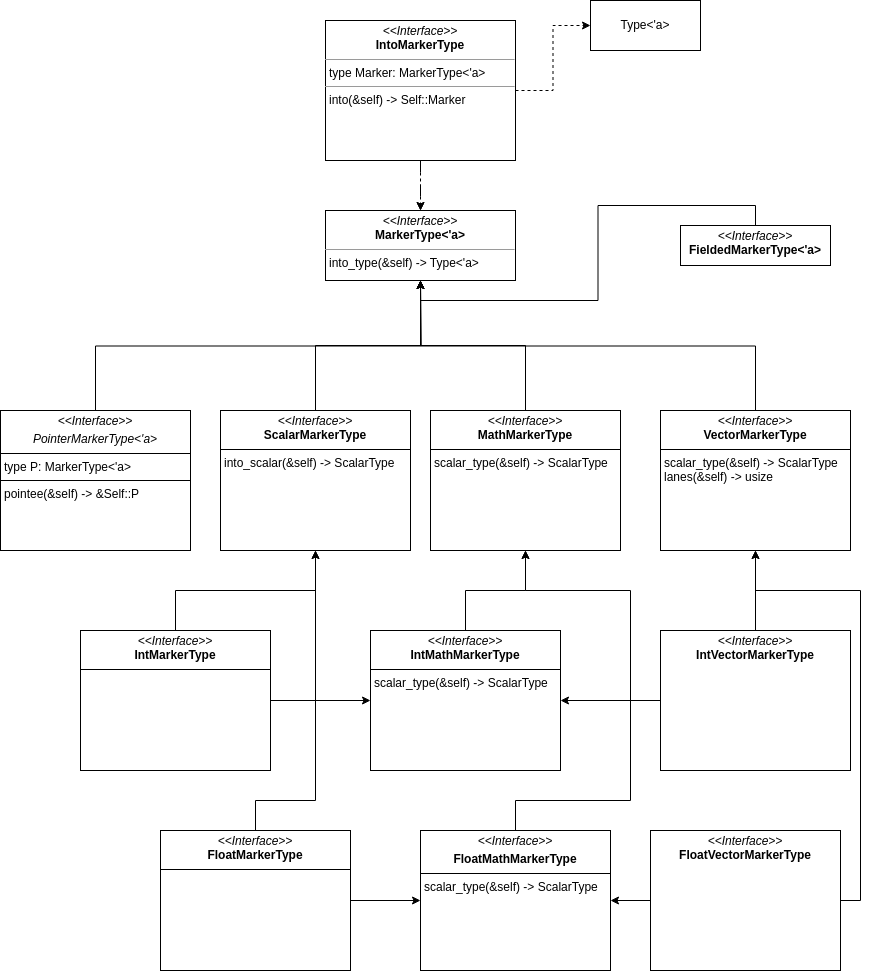 <<Interface>>
IntoMarkerType
type Marker: MarkerType<'a>
into(&self) -> Self::Marker
Type<'a>
<<Interface>>
MarkerType<'a>
into_type(&self) -> Type<'a>
<<Interface>>
FieldedMarkerType<'a>
<<Interface>>
PointerMarkerType<'a>
type P: MarkerType<'a>
pointee(&self) -> &Self::P
<<Interface>>
ScalarMarkerType
into_scalar(&self) -> ScalarType
<<Interface>>
MathMarkerType
scalar_type(&self) -> ScalarType
<<Interface>>
VectorMarkerType
scalar_type(&self) -> ScalarType
lanes(&self) -> usize
<<Interface>>
IntMarkerType
<<Interface>>
IntMathMarkerType
scalar_type(&self) -> ScalarType
<<Interface>>
IntVectorMarkerType
<<Interface>>
FloatMarkerType
<<Interface>>
FloatMathMarkerType
scalar_type(&self) -> ScalarType
<<Interface>>
FloatVectorMarkerType